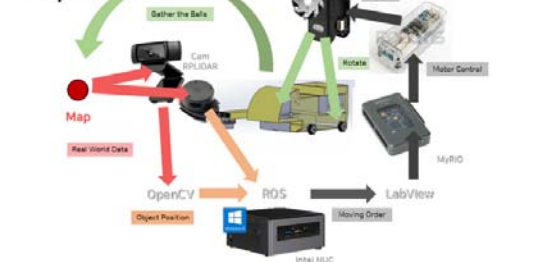 Gather the Balls
Cam
RPLIDAR
Rotate
Motor Control
Map
Real World Data
MyRIO
OpenCV
ROS
LabView
Object Position
Moving Order
Intel NUC